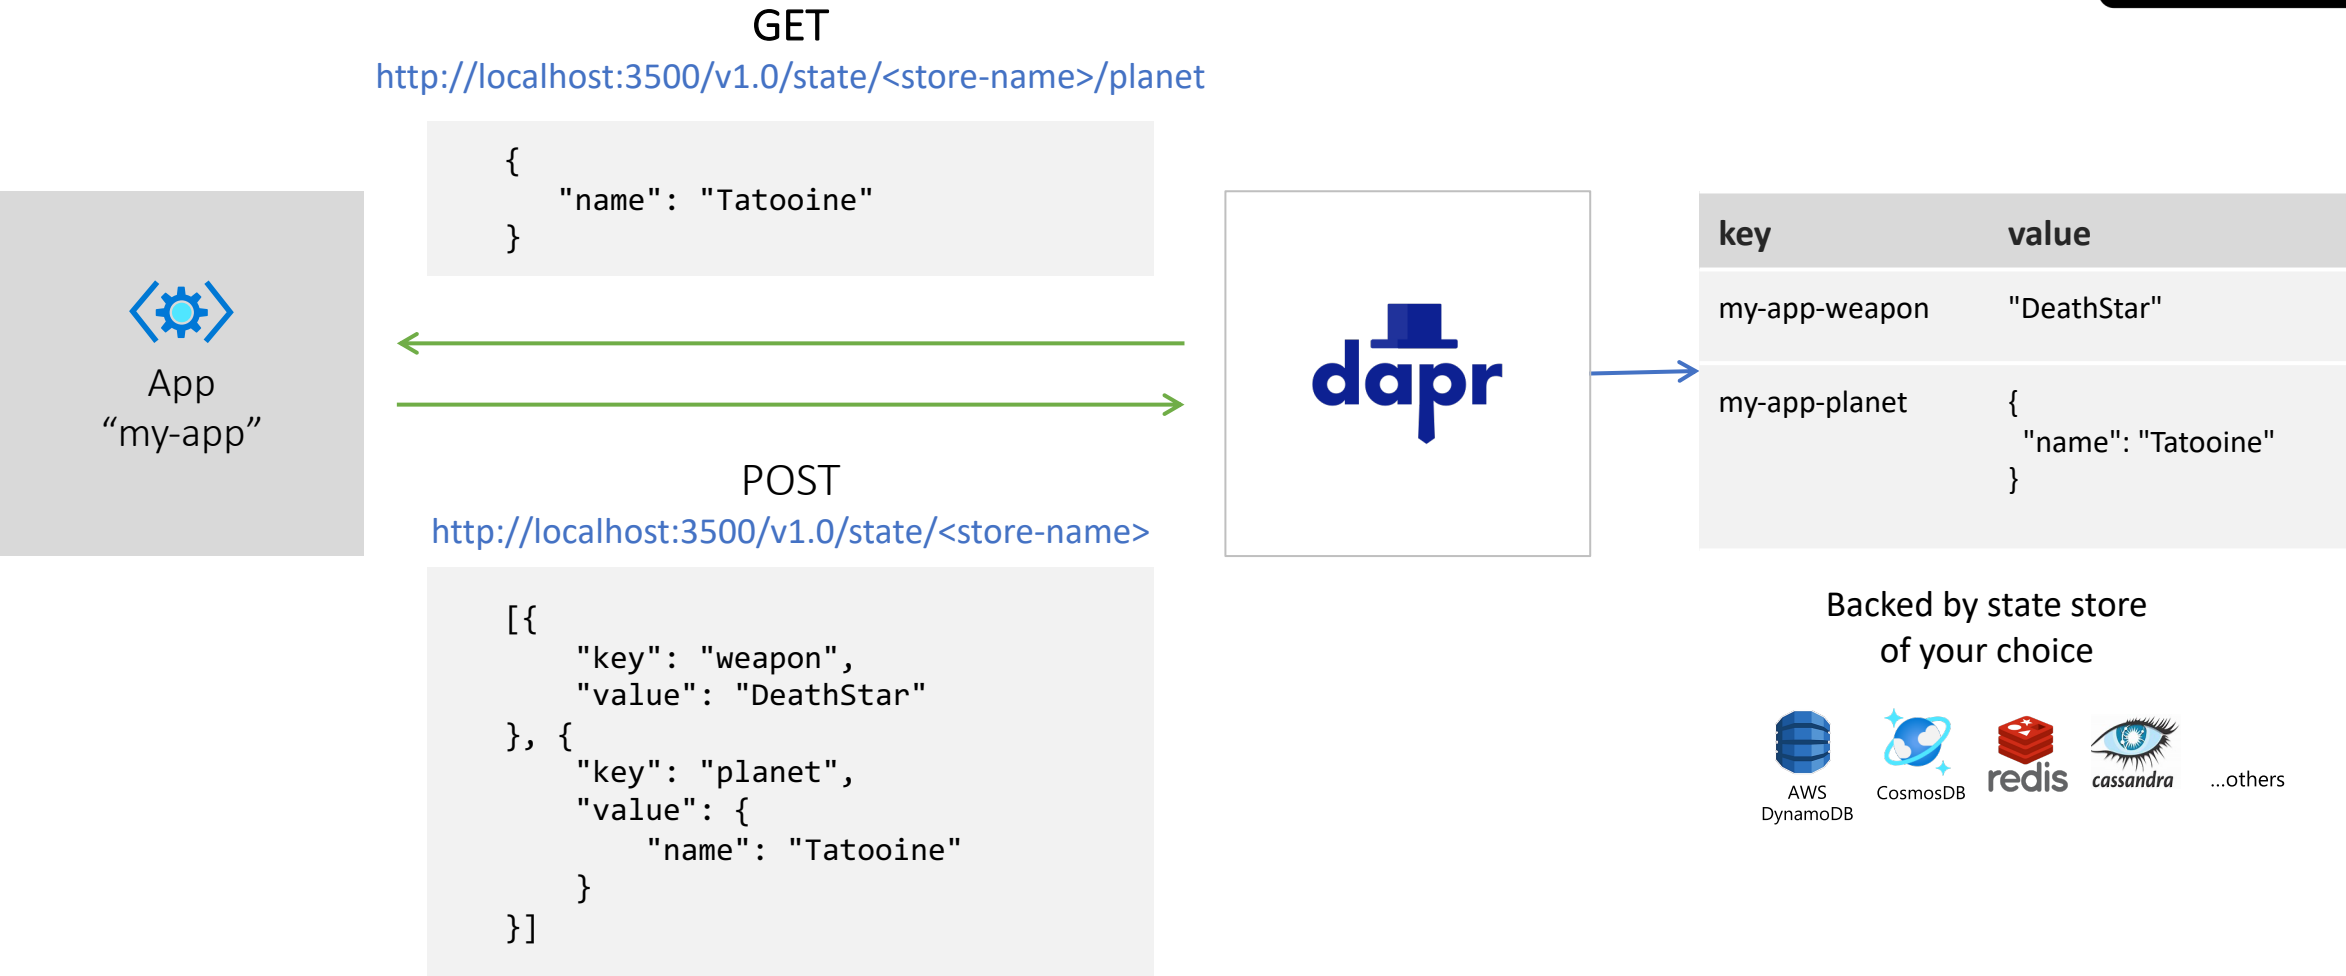 GET
http://localhost:3500/v1.0/state/<store-name>/planet
{
"name": "Tatooine"
}
App
“my-app”
POST
http://localhost:3500/v1.0/state/<store-name>
[{
"key": "weapon",
"value": "DeathStar"
}, {
"key": "planet",
"value": {
"name": "Tatooine"
}
}]
dapr
key value
my-app-weapon "DeathStar"
my-app-planet {
"name": "Tatooine"
}
Backed by state store
of your choice
AWS
DynamoDB
CosmosDB
redis
cassandra
...others